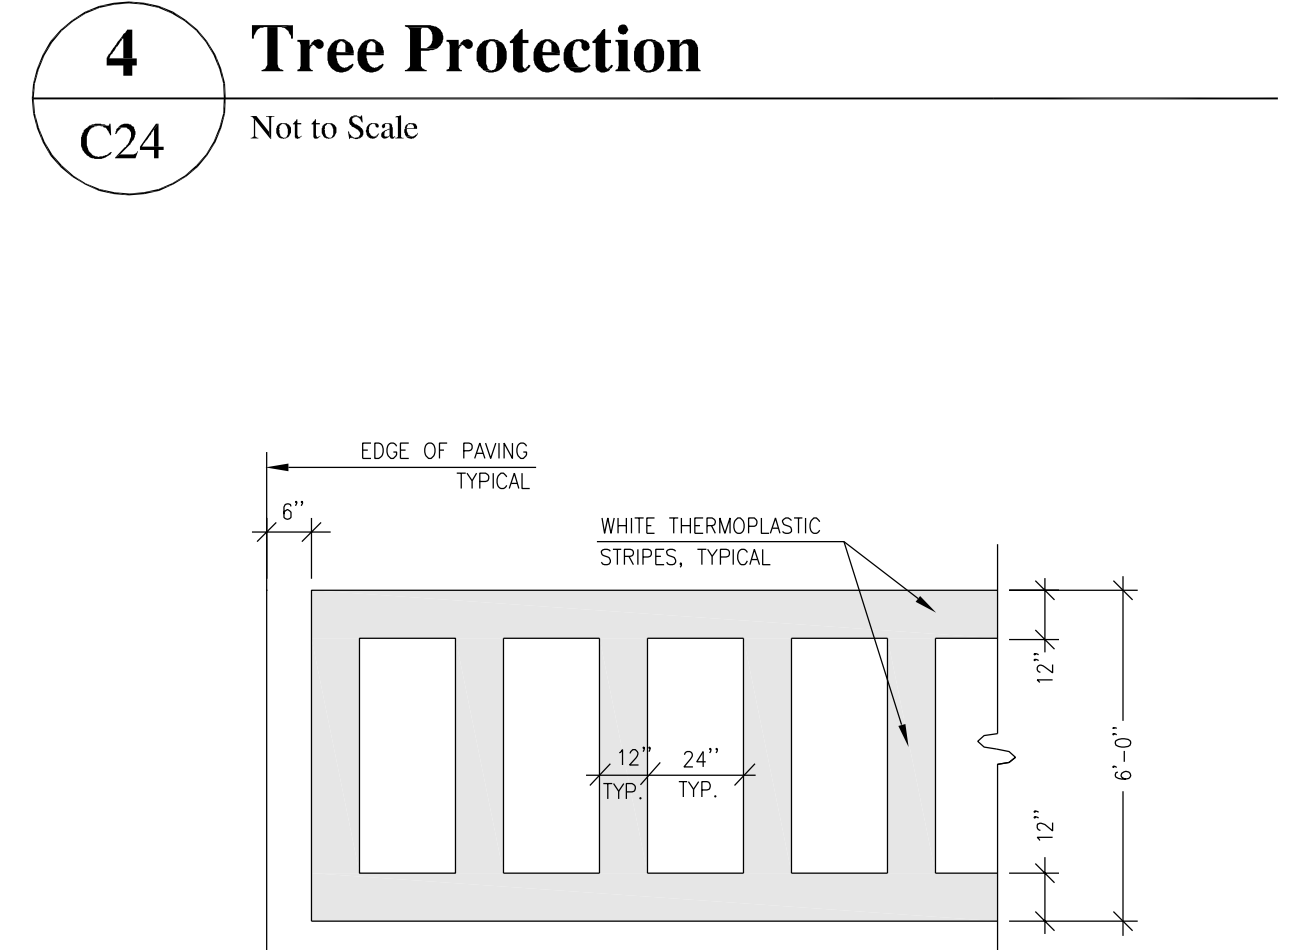 4
Tree Protection
C24
Not to Scale
EDGE OF PAVING
TYPICAL
6''
WHITE THERMOPLASTIC
STRIPES, TYPICAL
12''
6'-0''
12'' 24''
TYP. TYP.
12''